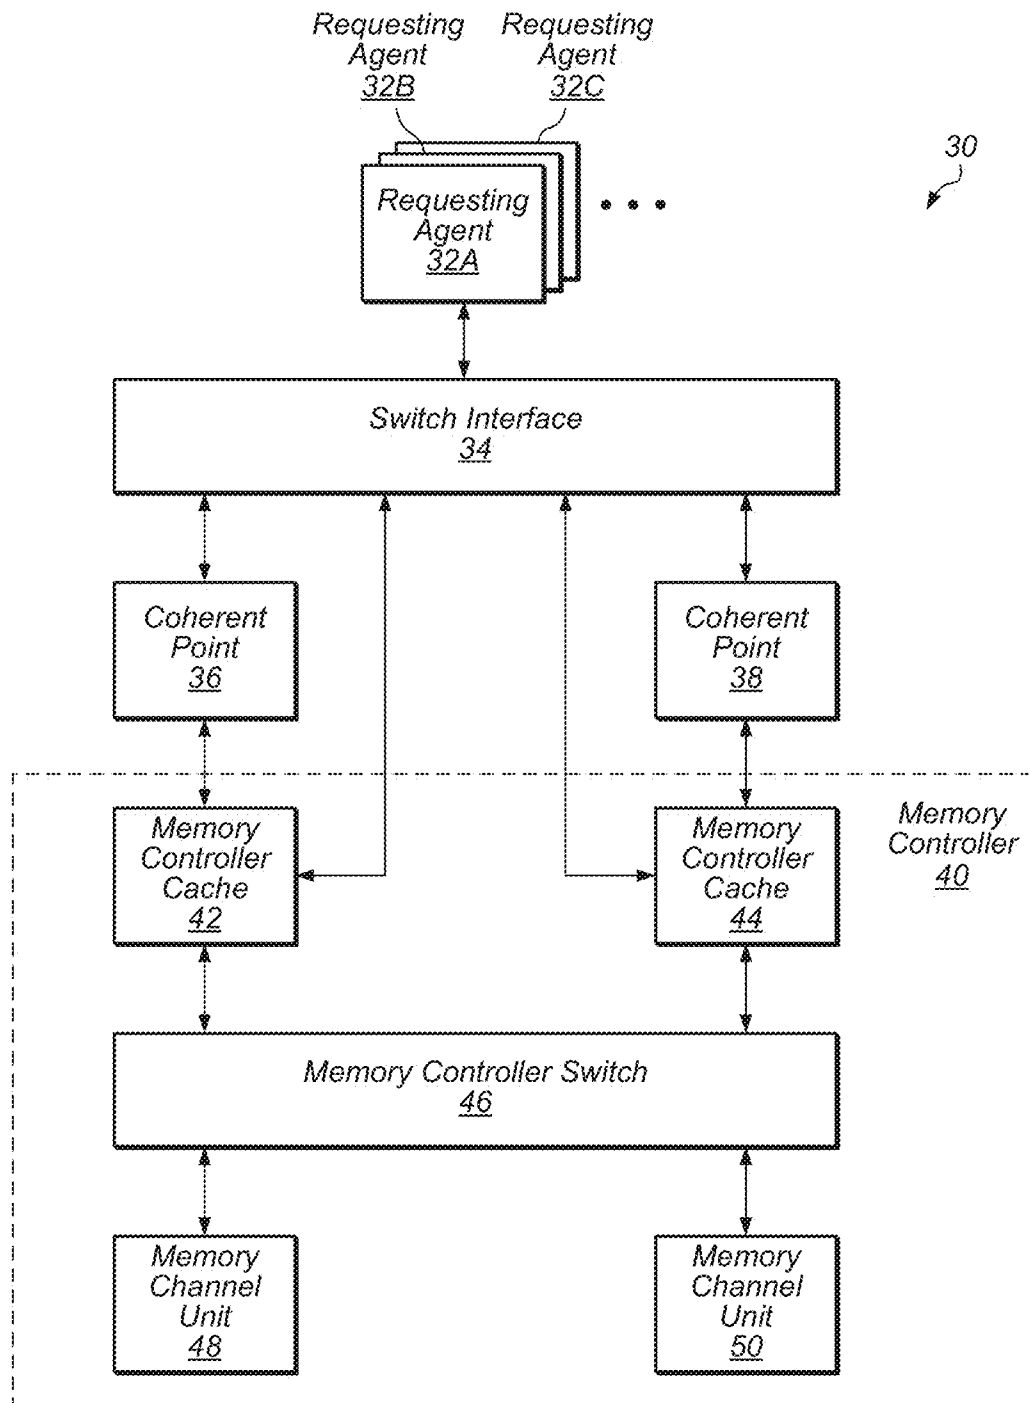 Requesting Agent 32B
Requesting Agent 32C
30
Requesting Agent 32A
Switch Interface
34
Coherent Point 36
Coherent Point 38
Memory Controller Cache 42
Memory Controller Cache 44
Memory Controller 40
Memory Controller Switch
46
Memory Channel Unit 48
Memory Channel Unit 50